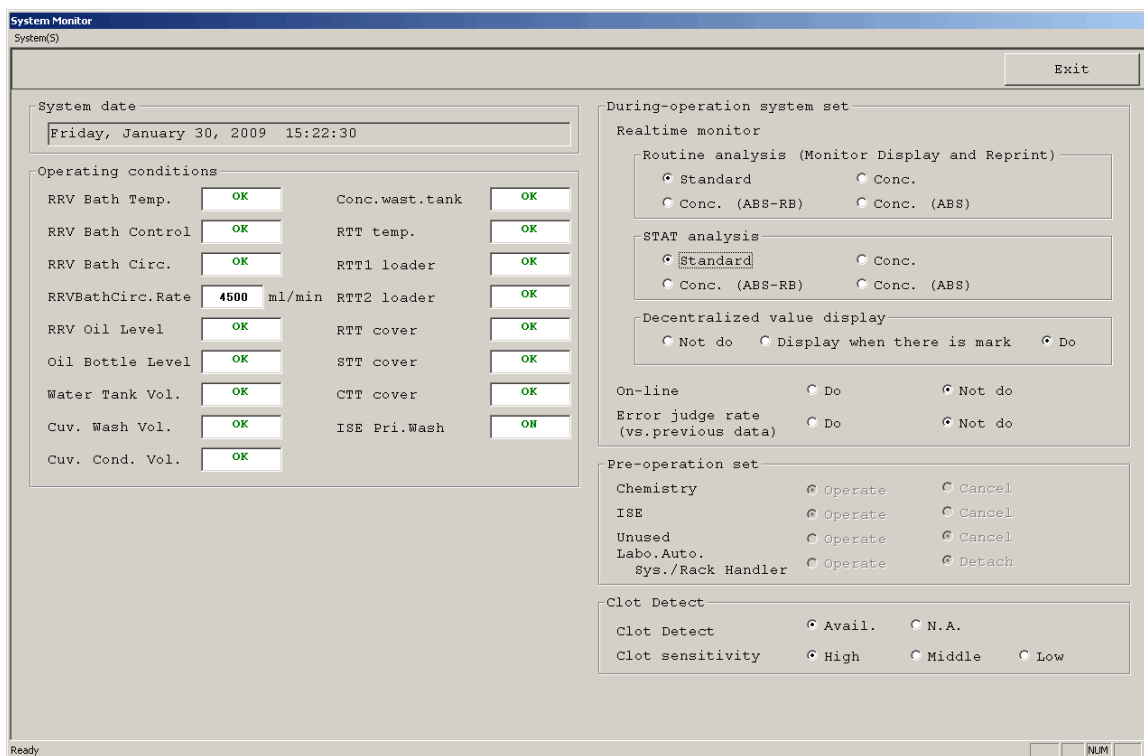 System Monitor
System(S)
Exit
System date
Friday, January 30, 2009 15:22:30
Operating conditions
RRV Bath Temp. OK Conc.wast.tank OK
RRV Bath Control OK RTT temp. OK
RRV Bath Circ. OK RTT1 loader OK
RRVBathCirc.Rate 4500 ml/min RTT2 loader OK
RRV Oil Level OK RTT cover OK
Oil Bottle Level OK STT cover OK
Water Tank Vol. OK CTT cover OK
Cuv. Wash Vol. OK ISE Pri.Wash ON
Cuv. Cond. Vol. OK
During-operation system set
Realtime monitor
Routine analysis (Monitor Display and Reprint)
Standard Conc.
Conc. (ABS-RB) Conc. (ABS)
STAT analysis
Standard Conc.
Conc. (ABS-RB) Conc. (ABS)
Decentralized value display
Not do Display when there is mark Do
On-line Do Not do
Error judge rate
(vs.previous data) Do Not do
Pre-operation set
Chemistry Operate Cancel
ISE Operate Cancel
Unused Operate Cancel
Labo.Auto.
Sys./Rack Handler Operate Detach
Clot Detect
Clot Detect Avail. N.A.
Clot sensitivity High Middle Low
Ready NUM